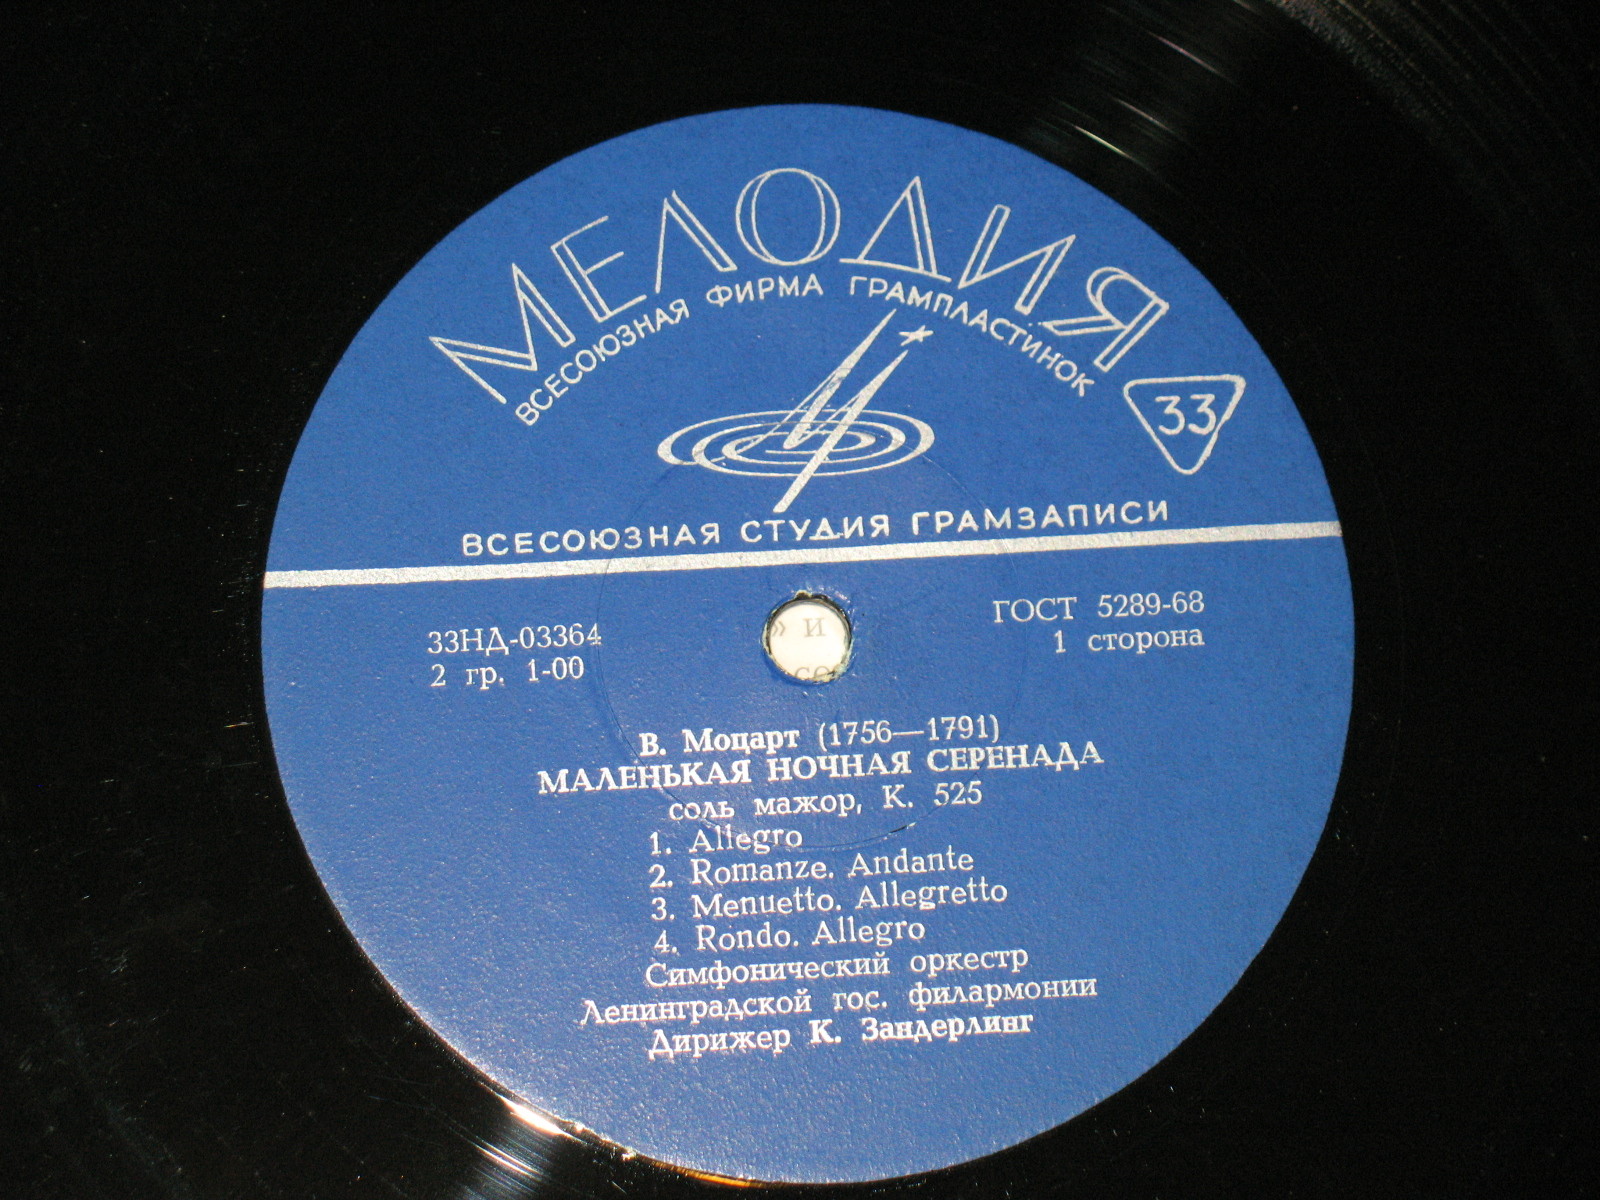 МЕЛОДИЯ
ВСЕСОЮЗНАЯ ФИРМА ГРАМПЛАСТИНОК
33
ВСЕСОЮЗНАЯ СТУДИЯ ГРАМЗАПИСИ
33НД-03364
2 гр. 1-00
ГОСТ 5289-68
1 сторона
» и
В. Моцарт (1756—1791)
МАЛЕНЬКАЯ НОЧНАЯ СЕРЕНАДА
соль мажор, К. 525
1. Allegro
2. Romanze. Andante
3. Menuetto. Allegretto
4. Rondo. Allegro
Симфонический оркестр
Ленинградской гос. филармонии
Дирижер К. Зандерлинг